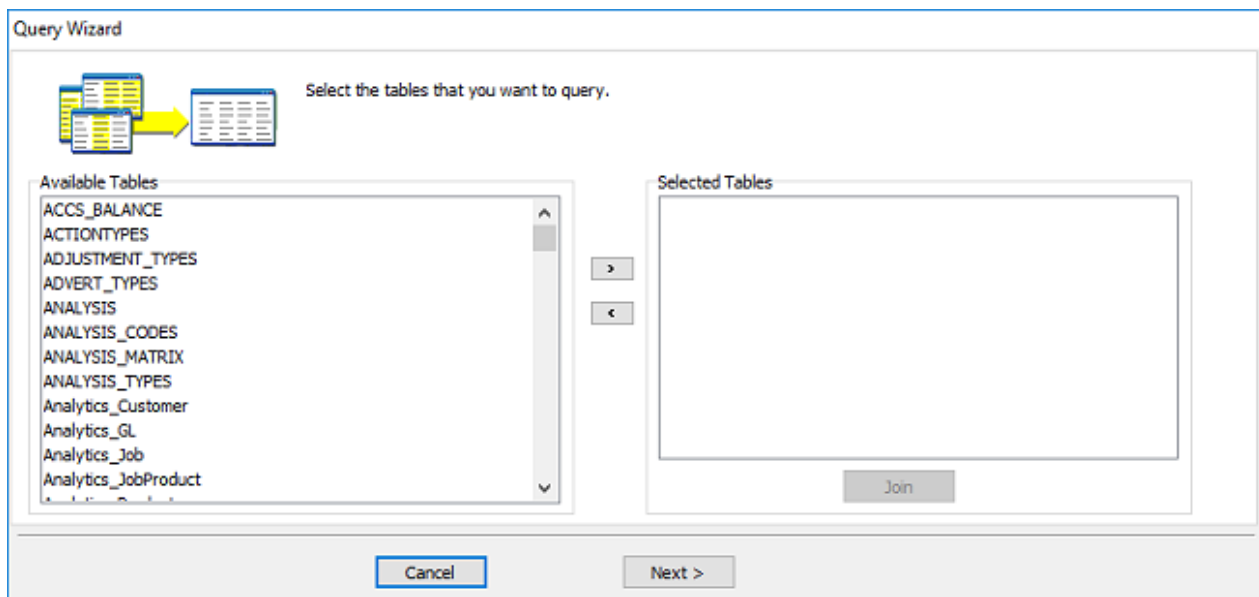 Query Wizard
Select the tables that you want to query.
Available Tables
ACCS_BALANCE
ACTIONTYPES
ADJUSTMENT_TYPES
ADVERT_TYPES
ANALYSIS
ANALYSIS_CODES
ANALYSIS_MATRIX
ANALYSIS_TYPES
Analytics_Customer
Analytics_GL
Analytics_Job
Analytics_JobProduct
>
<
Selected Tables
Join
Cancel
Next >